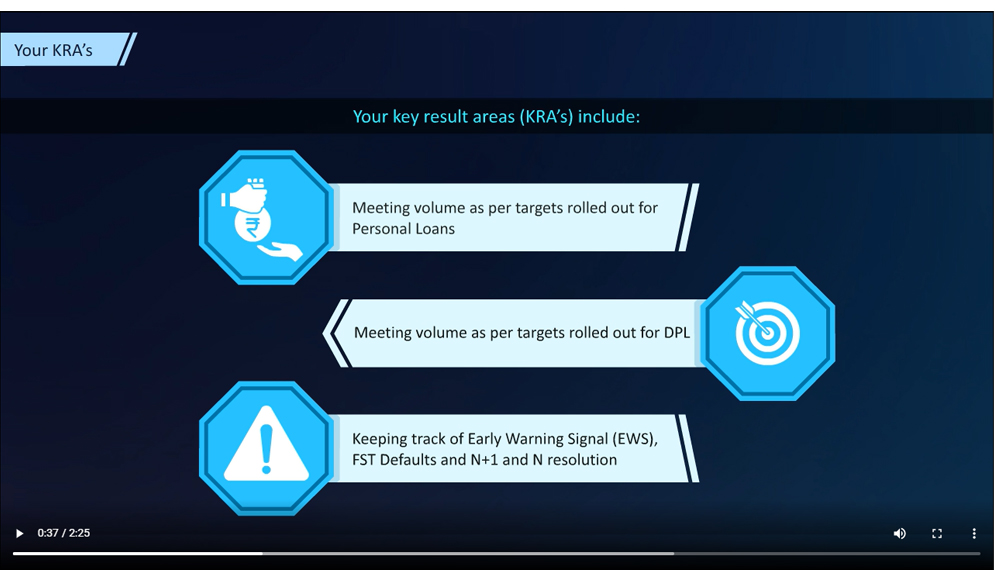 Your KRA's
Your key result areas (KRA's) include:
₹
Meeting volume as per targets rolled out for
Personal Loans
Meeting volume as per targets rolled out for DPL
Keeping track of Early Warning Signal (EWS),
FST Defaults and N+1 and N resolution
0:37 / 2:25